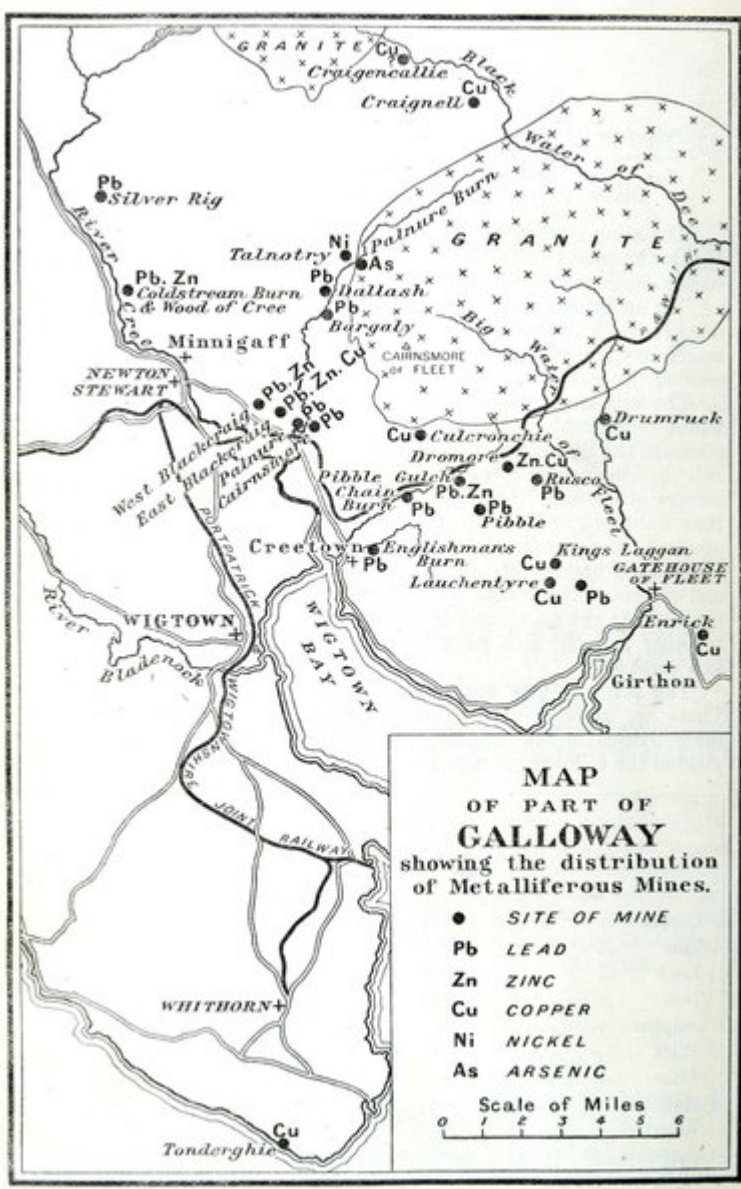 GRANITE
Cu
Craigencallie
Black
Cu
Craignell
Water of Dee
Pb
Silver Rig
River Cree
Palnure Burn
GRANITE
Ni
Talnotry
As
Pb. Zn
Coldstream Burn
& Wood of Cree
Pb
Dallash
Pb
Bargaly
Minnigaff
Big Water of Fleet
CAIRNSMORE
OF FLEET
NEWTON
STEWART
Pb. Zn
Pb. Zn. Cu
Pb
Pb
West Blackcraig
East Blackcraig
Palnure
Cairnsmore
Drumruck
Cu
Cu
Culcronchie
Dromore
Zn. Cu
Pibble Gulch
Pb. Zn
Rusco
Pb
Chain
Burn
Pb
Pb
Pibble
PORTPATRICK
Creetown
Englishman's
Burn
Pb
Kings Laggan
Cu
Lauchentyre
Cu
Pb
GATEHOUSE
OF FLEET
River
Bladenock
WIGTOWN
WIGTOWN
BAY
Enrick
Cu
Girthon
WIGTOWNSHIRE
JOINT
RAILWAY
WHITHORN
Cu
Tonderghie
MAP
OF PART OF
GALLOWAY
showing the distribution
of Metalliferous Mines.
SITE OF MINE
Pb LEAD
Zn ZINC
Cu COPPER
Ni NICKEL
As ARSENIC
Scale of Miles
0 1 2 3 4 5 6